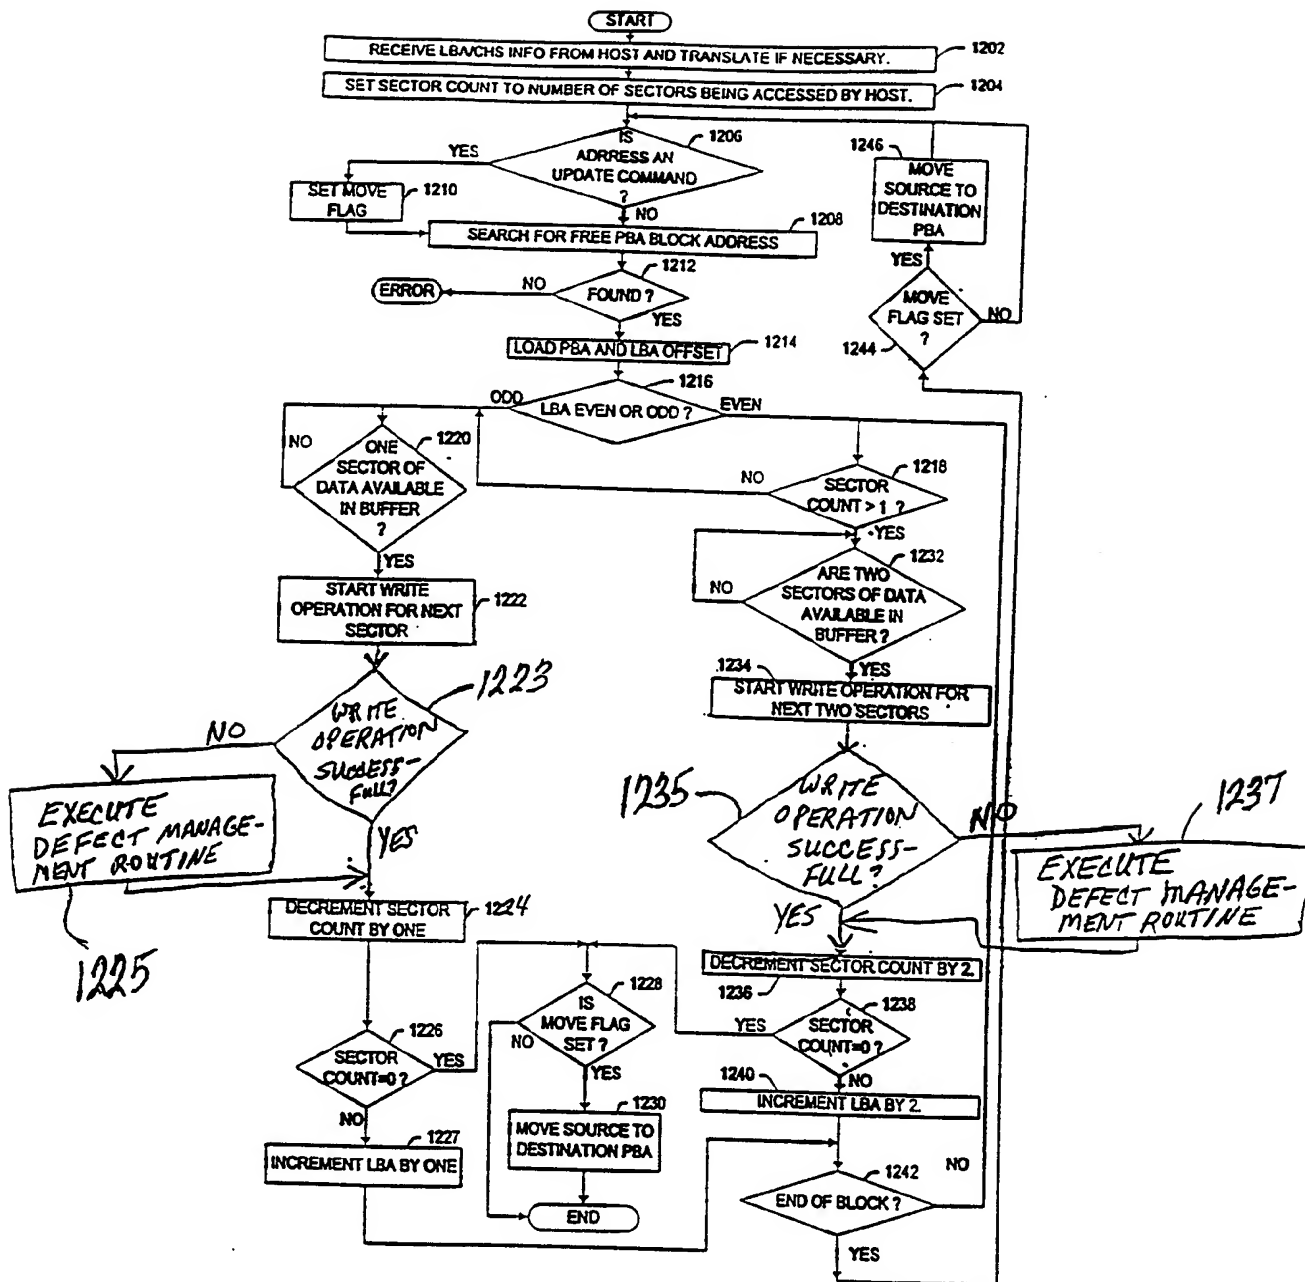 START
RECEIVE LBA/CHS INFO FROM HOST AND TRANSLATE IF NECESSARY.
1202
SET SECTOR COUNT TO NUMBER OF SECTORS BEING ACCESSED BY HOST.
1204
IS
ADRRESS AN
UPDATE COMMAND
?
1206
YES
NO
SET MOVE
FLAG
1210
1208
SEARCH FOR FREE PBA BLOCK ADDRESS
1246
MOVE
SOURCE TO
DESTINATION
PBA
YES
1212
FOUND ?
NO
ERROR
YES
MOVE
FLAG SET
?
NO
1244
LOAD PBA AND LBA OFFSET
1214
1216
LBA EVEN OR ODD ?
ODD
EVEN
1220
ONE
SECTOR OF
DATA AVAILABLE
IN BUFFER
?
NO
YES
1218
SECTOR
COUNT > 1 ?
NO
YES
1232
ARE TWO
SECTORS OF DATA
AVAILABLE IN
BUFFER ?
NO
YES
START WRITE
OPERATION FOR NEXT
SECTOR
1222
1234
START WRITE OPERATION FOR
NEXT TWO SECTORS
1223
WRITE
OPERATION
SUCCESS-
FULL?
NO
YES
EXECUTE
DEFECT MANAGE-
MENT ROUTINE
1225
1235
WRITE
OPERATION
SUCCESS-
FULL?
NO
YES
1237
EXECUTE
DEFECT MANAGE-
MENT ROUTINE
DECREMENT SECTOR
COUNT BY ONE
1224
DECREMENT SECTOR COUNT BY 2.
1236
1226
SECTOR
COUNT=0 ?
YES
NO
1228
IS
MOVE FLAG
SET ?
NO
YES
1238
SECTOR
COUNT=0 ?
YES
NO
1240
INCREMENT LBA BY 2.
1230
MOVE SOURCE TO
DESTINATION PBA
1227
INCREMENT LBA BY ONE
1242
END OF BLOCK ?
NO
YES
END